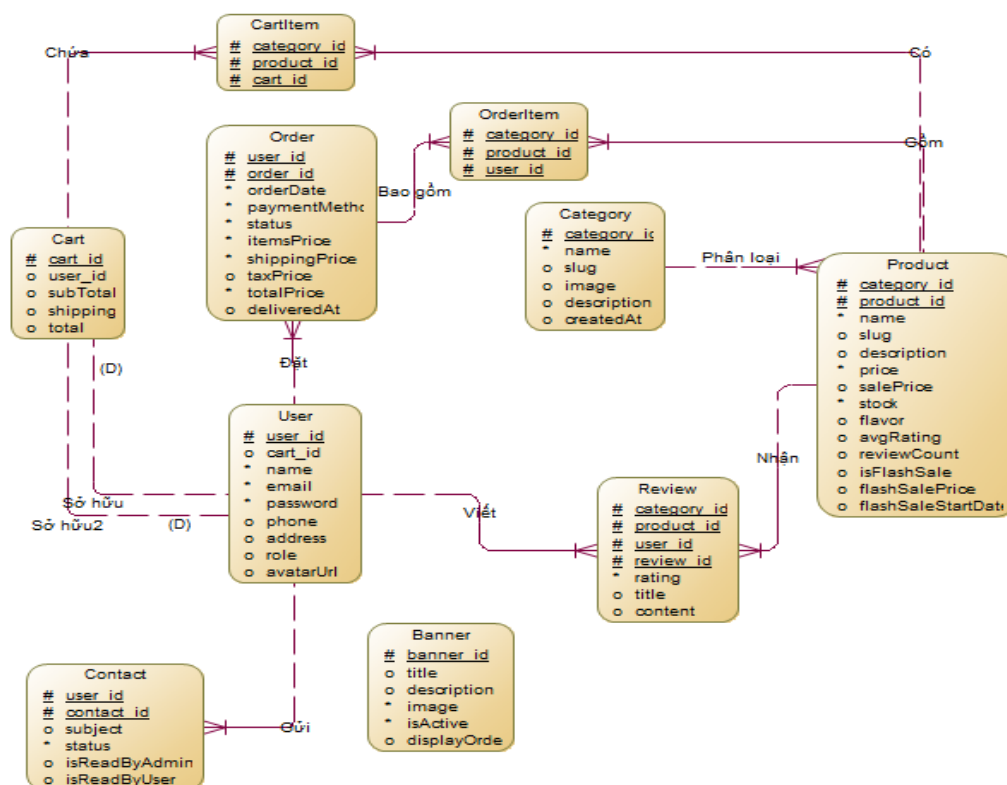 CartItem
# category_id
# product_id
# cart_id
Chứa
Có
OrderItem
# category_id
# product_id
# user_id
Gồm
Order
# user_id
# order_id
* orderDate
* paymentMethc
* status
* itemsPrice
* shippingPrice
o taxPrice
* totalPrice
o deliveredAt
Bao gồm
Category
# category_id
* name
o slug
o image
o description
o createdAt
Phân loại
Cart
# cart_id
o user_id
o subTotal
o shipping
o total
Product
# category_id
# product_id
* name
o slug
o description
* price
o salePrice
* stock
o flavor
o avgRating
o reviewCount
o isFlashSale
o flashSalePrice
o flashSaleStartDate
(D)
Đặt
User
# user_id
o cart_id
* name
* email
* password
o phone
o address
o role
o avatarUrl
Nhận
Sở hữu
Sở hữu2
(D)
Viết
Review
# category_id
# product_id
# user_id
# review_id
* rating
o title
o content
Banner
# banner_id
o title
o description
* image
* isActive
o displayOrde
Contact
# user_id
# contact_id
o subject
* status
o isReadByAdmin
o isReadByUser
Gửi